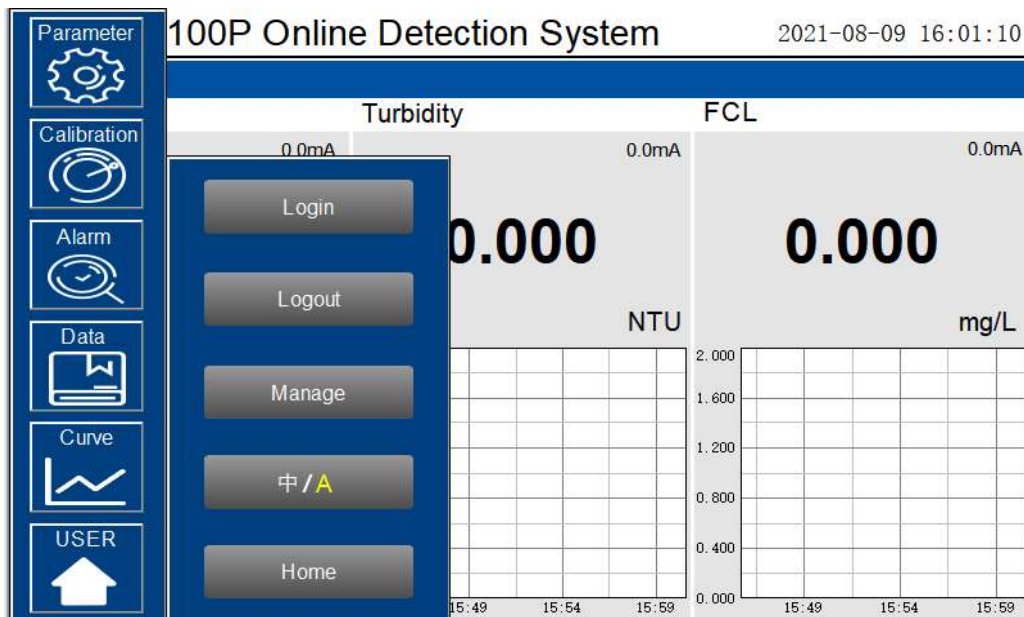 Parameter
100P Online Detection System
2021-08-09 16:01:10
Turbidity
FCL
Calibration
0.0mA
0.0mA
0.0mA
Login
Alarm
0.000
0.000
Logout
NTU
mg/L
Data
2.000
Manage
1.600
Curve
1.200
中/A
0.800
USER
0.400
Home
0.000
15:49 15:54 15:59
15:49 15:54 15:59